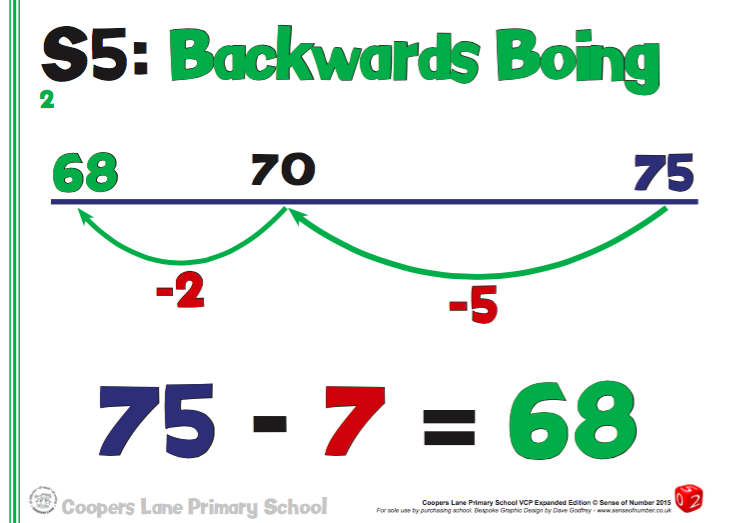 S5: Backwards Boing
2
68 70 75
-2 -5
75 - 7 = 68
Coopers Lane Primary School
Coopers Lane Primary School VCP Expanded Edition © Sense of Number 2015
For sole use by purchasing school. Bespoke Graphic Design by Dave Godfrey - www.senseofnumber.co.uk
0 2